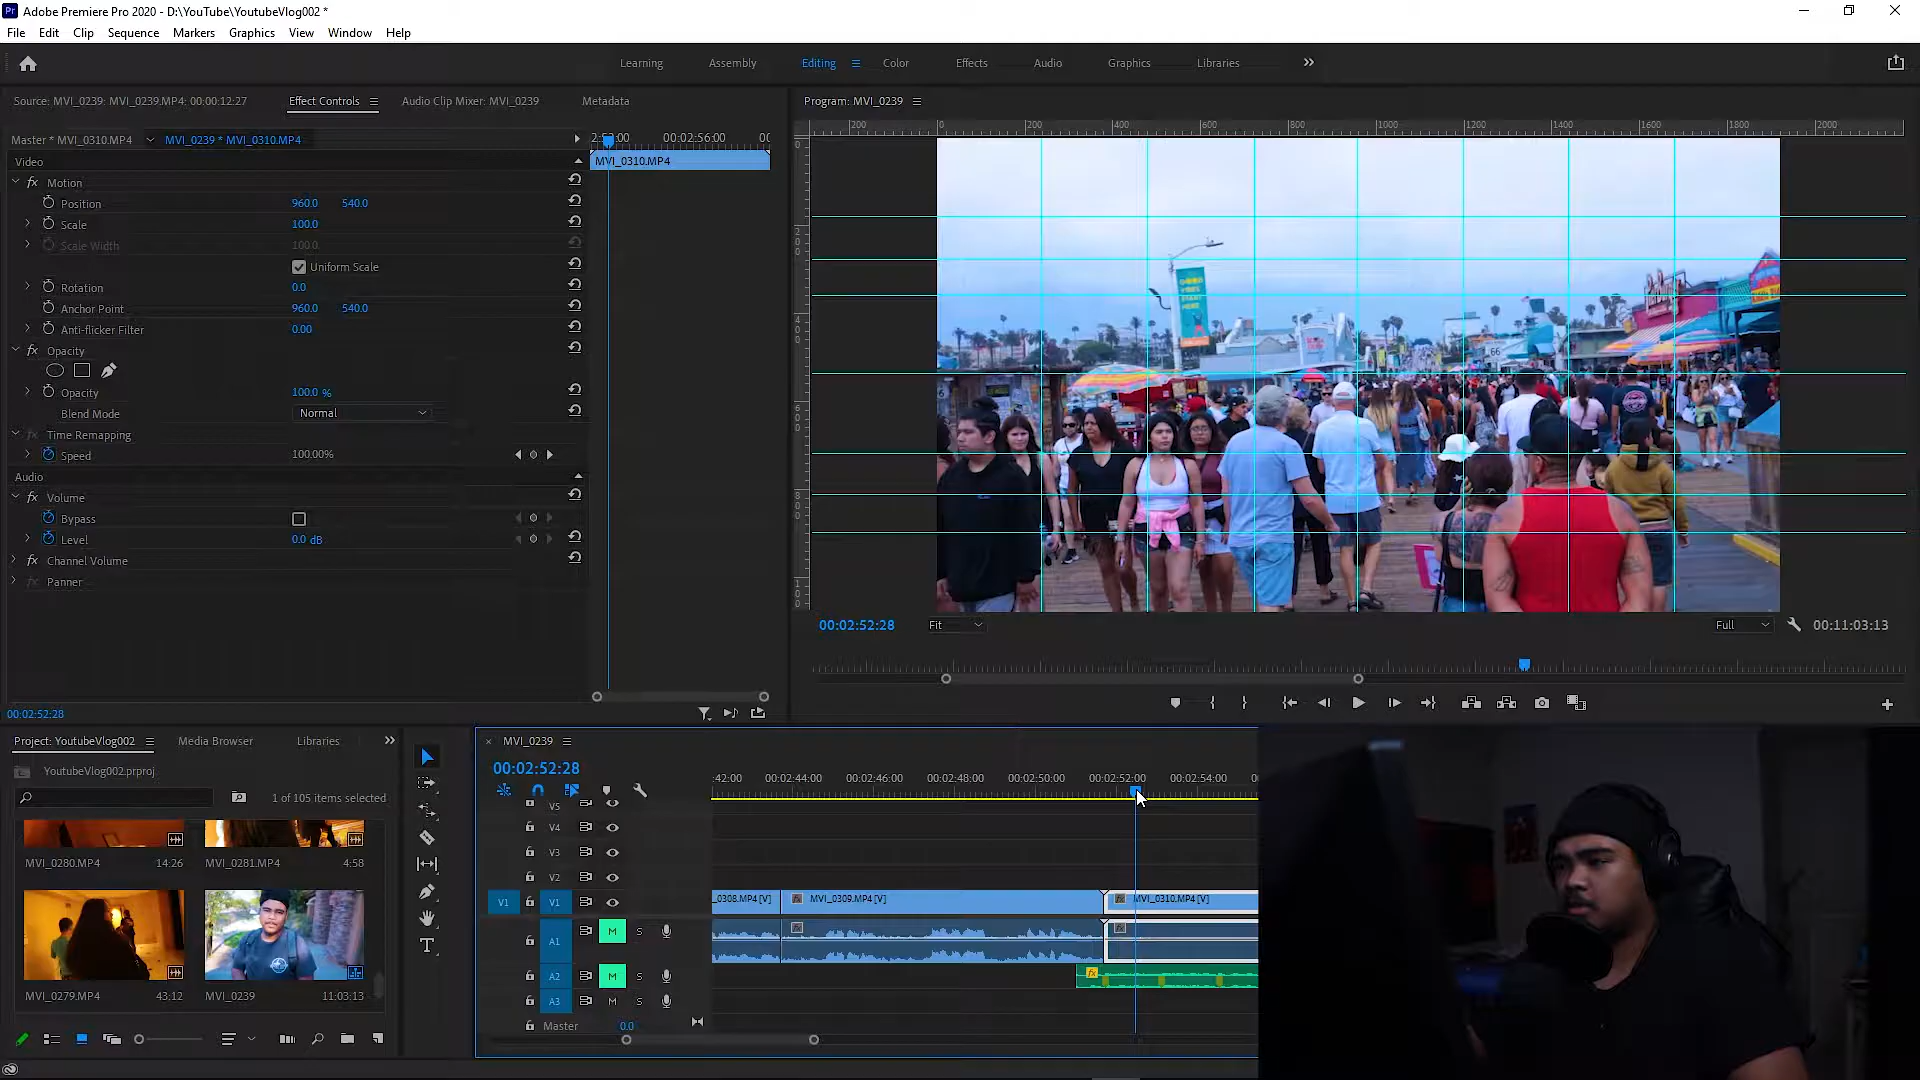 Adobe Premiere Pro 2020 - D:\YouTube\YoutubeVlog002 *
File Edit Clip Sequence Markers Graphics View Window Help
Learning Assembly Editing Color Effects Audio Graphics Libraries
Source: MVI_0239: MVI_0239.MP4: 00:00:12:27 Effect Controls Audio Clip Mixer: MVI_0239 Metadata
Program: MVI_0239
Master * MVI_0310.MP4 MVI_0239 * MVI_0310.MP4
00:02:56:00
MVI_0310.MP4
Video
fx Motion
Position 960.0 540.0
Scale 100.0
Scale Width 100.0
Uniform Scale
Rotation 0.0
Anchor Point 960.0 540.0
Anti-flicker Filter 0.00
fx Opacity
Opacity 100.0 %
Blend Mode Normal
fx Time Remapping
Speed 100.00%
Audio
fx Volume
Bypass
Level 0.0 dB
fx Channel Volume
fx Panner
00:02:52:28
200 0 200 400 600 800 1000 1200 1400 1600 1800 2000
66
00:02:52:28 Fit Full 00:11:03:13
Project: YoutubeVlog002 Media Browser Libraries
YoutubeVlog002.prproj
1 of 105 items selected
MVI_0280.MP4 14:26 MVI_0281.MP4 4:58
MVI_0279.MP4 43:12 MVI_0239 11:03:13
MVI_0239
00:02:52:28
:42:00 00:02:44:00 00:02:46:00 00:02:48:00 00:02:50:00 00:02:52:00 00:02:54:00
V5
V4
V3
V2
V1 V1 _0308.MP4 [V] MVI_0309.MP4 [V] MVI_0310.MP4 [V]
A1 M S
A2 M S
A3 M S
Master 0.0